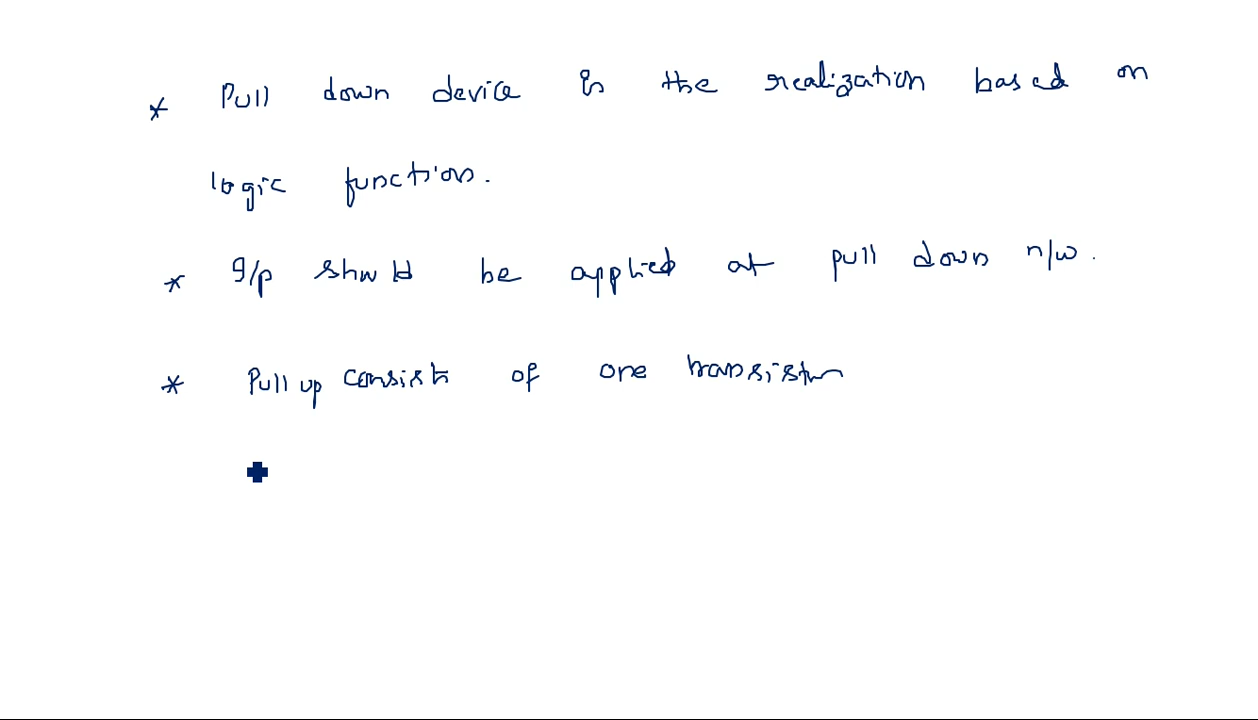 * Pull down device is the realization based on
logic function.
* I/p should be applied at pull down n/w.
* Pull up consists of one transistor